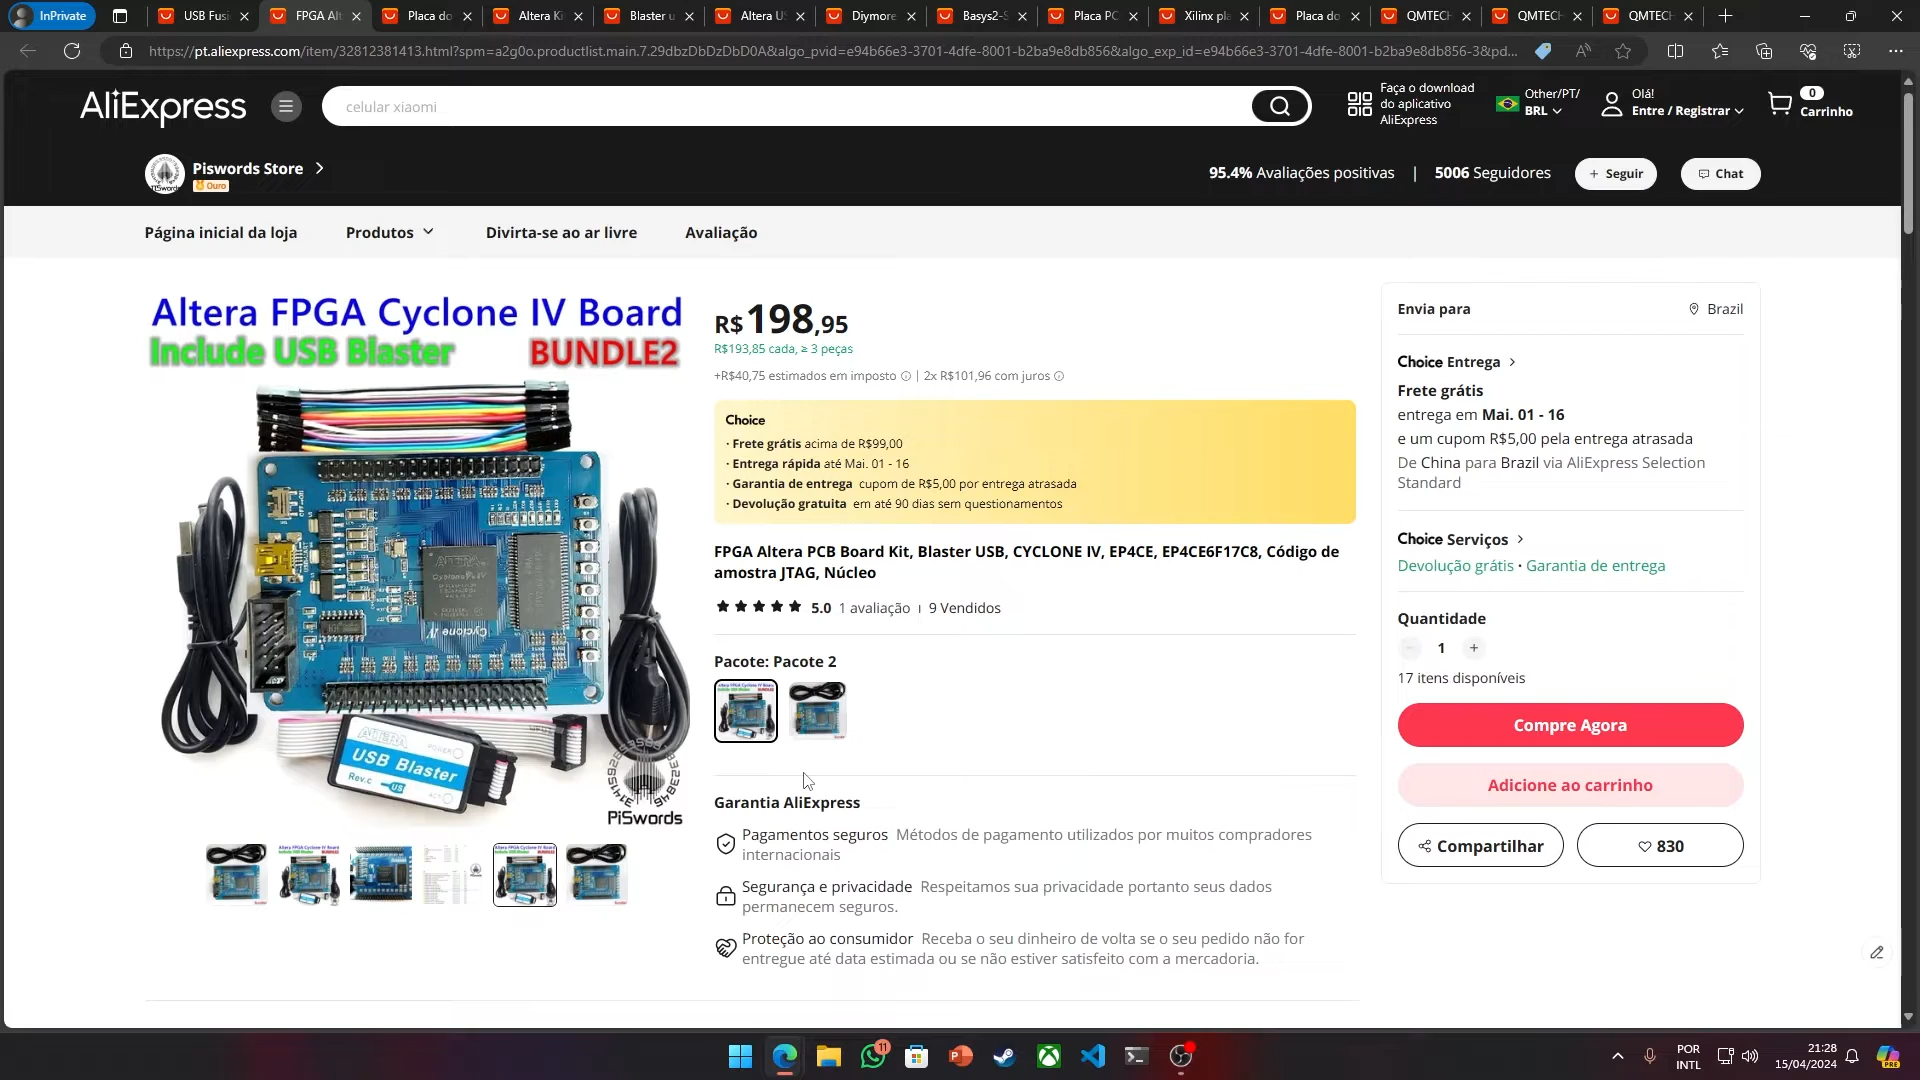 InPrivate
USB Fusi
FPGA Alt
Placa do
Altera Ki
Blaster u
Altera US
Diymore
Basys2-S
Placa PC
Xilinx pl
Placa do
QMTECH
QMTECH
QMTECH
https://pt.aliexpress.com/item/32812381413.html?spm=a2g0o.productlist.main.7.29dbzDbDzDbD0A&algo_pvid=e94b66e3-3701-4dfe-8001-b2ba9e8db856&algo_exp_id=e94b66e3-3701-4dfe-8001-b2ba9e8db856-3&pd...
AliExpress
celular xiaomi
Faça o download
do aplicativo
AliExpress
Other/PT/
BRL
Olá!
Entre / Registrar
0
Carrinho
Piswords Store
Ouro
95.4% Avaliações positivas | 5006 Seguidores
+ Seguir
Chat
Página inicial da loja
Produtos
Divirta-se ao ar livre
Avaliação
Altera FPGA Cyclone IV Board
Include USB Blaster
BUNDLE2
ALTERA
Cyclone IV
Cyclone IV
ALTERA
POWER
USB Blaster
Rev.c
PiSwords
R$198,95
R$193,85 cada, ≥ 3 peças
+R$40,75 estimados em imposto | 2x R$101,96 com juros
Choice
· Frete grátis acima de R$99,00
· Entrega rápida até Mai. 01 - 16
· Garantia de entrega cupom de R$5,00 por entrega atrasada
· Devolução gratuita em até 90 dias sem questionamentos
FPGA Altera PCB Board Kit, Blaster USB, CYCLONE IV, EP4CE, EP4CE6F17C8, Código de
amostra JTAG, Núcleo
5.0 1 avaliação | 9 Vendidos
Pacote: Pacote 2
Garantia AliExpress
Pagamentos seguros Métodos de pagamento utilizados por muitos compradores
internacionais
Segurança e privacidade Respeitamos sua privacidade portanto seus dados
permanecem seguros.
Proteção ao consumidor Receba o seu dinheiro de volta se o seu pedido não for
entregue até data estimada ou se não estiver satisfeito com a mercadoria.
Envia para
Brazil
Choice Entrega
Frete grátis
entrega em Mai. 01 - 16
e um cupom R$5,00 pela entrega atrasada
De China para Brazil via AliExpress Selection
Standard
Choice Serviços
Devolução grátis · Garantia de entrega
Quantidade
1
17 itens disponíveis
Compre Agora
Adicione ao carrinho
Compartilhar
830
11
POR
INTL
21:28
15/04/2024
PRE